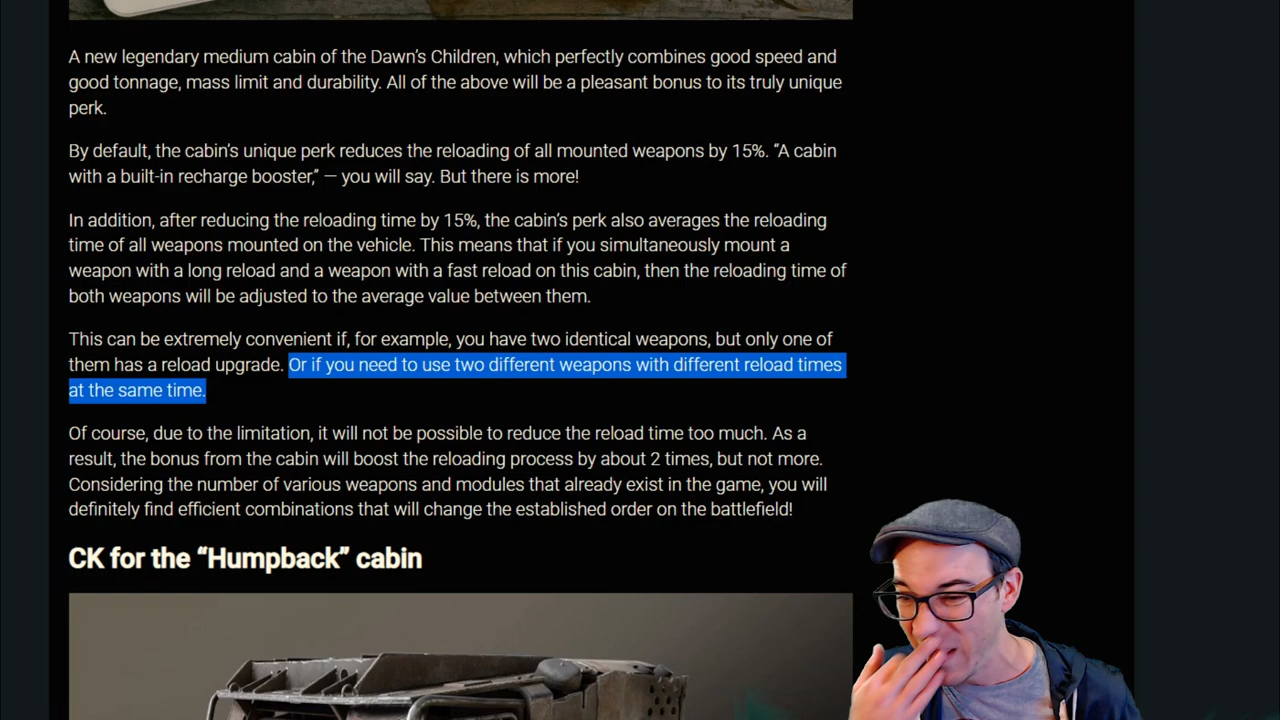 A new legendary medium cabin of the Dawn’s Children, which perfectly combines good speed and
good tonnage, mass limit and durability. All of the above will be a pleasant bonus to its truly unique
perk.
By default, the cabin’s unique perk reduces the reloading of all mounted weapons by 15%. “A cabin
with a built-in recharge booster,” — you will say. But there is more!
In addition, after reducing the reloading time by 15%, the cabin’s perk also averages the reloading
time of all weapons mounted on the vehicle. This means that if you simultaneously mount a
weapon with a long reload and a weapon with a fast reload on this cabin, then the reloading time of
both weapons will be adjusted to the average value between them.
This can be extremely convenient if, for example, you have two identical weapons, but only one of
them has a reload upgrade. Or if you need to use two different weapons with different reload times
at the same time.
Of course, due to the limitation, it will not be possible to reduce the reload time too much. As a
result, the bonus from the cabin will boost the reloading process by about 2 times, but not more.
Considering the number of various weapons and modules that already exist in the game, you will
definitely find efficient combinations that will change the established order on the battlefield!
CK for the “Humpback” cabin